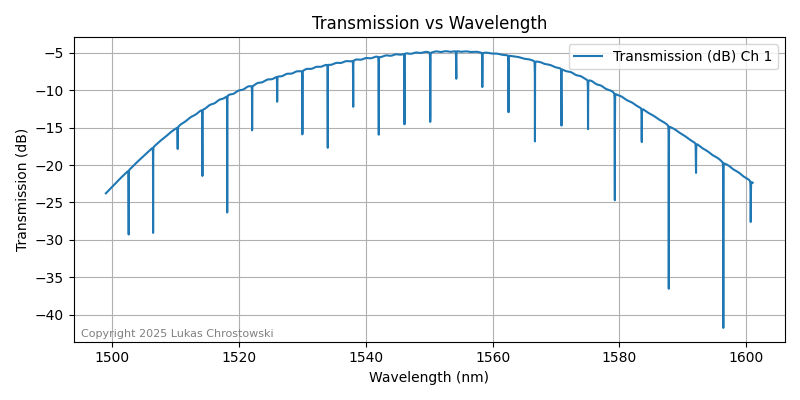 Transmission vs Wavelength
Transmission (dB) Ch 1
Transmission (dB)
−5
−10
−15
−20
−25
−30
−35
−40
Copyright 2025 Lukas Chrostowski
1500 1520 1540 1560 1580 1600
Wavelength (nm)